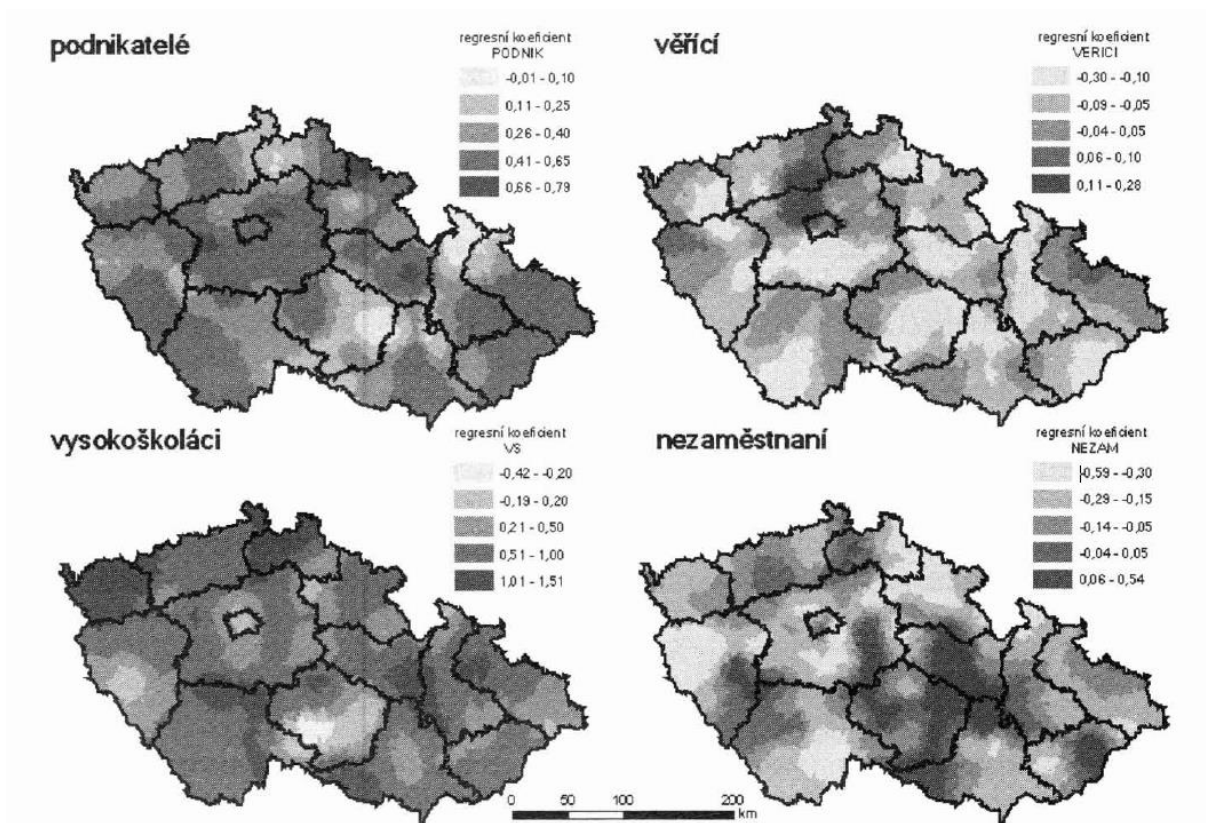 podnikatelé
regresní koeficient
PODNIK
-0,01 - 0,10
0,11 - 0,25
0,26 - 0,40
0,41 - 0,65
0,66 - 0,79
věřící
regresní koeficient
VERICI
-0,30 - -0,10
-0,09 - -0,05
-0,04 - 0,05
0,06 - 0,10
0,11 - 0,28
vysokoškoláci
regresní koeficient
VS
-0,42 - -0,20
-0,19 - 0,20
0,21 - 0,50
0,51 - 1,00
1,01 - 1,51
nezaměstnaní
regresní koeficient
NEZAM
-0,59 - -0,30
-0,29 - -0,15
-0,14 - -0,05
-0,04 - 0,05
0,06 - 0,54
0 50 100 200
km